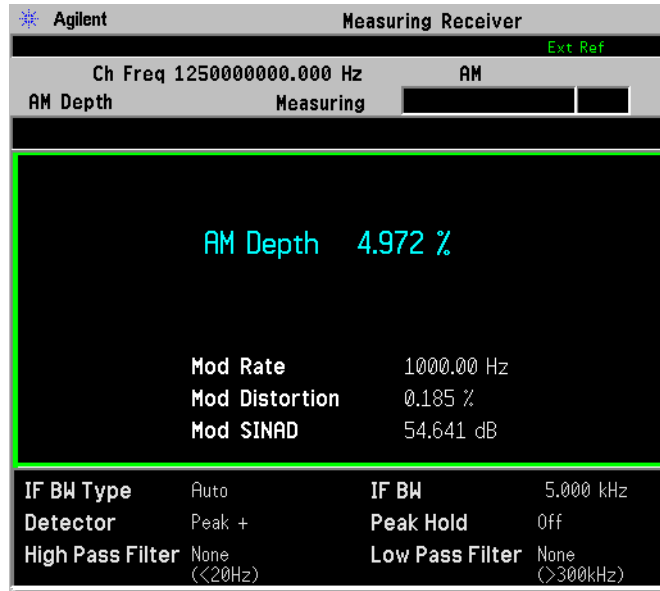 Agilent Measuring Receiver
Ext Ref
Ch Freq 1250000000.000 Hz AM
AM Depth Measuring
AM Depth 4.972 %
Mod Rate 1000.00 Hz
Mod Distortion 0.185 %
Mod SINAD 54.641 dB
IF BW Type Auto IF BW 5.000 kHz
Detector Peak + Peak Hold Off
High Pass Filter None Low Pass Filter None
(<20Hz) (>300kHz)